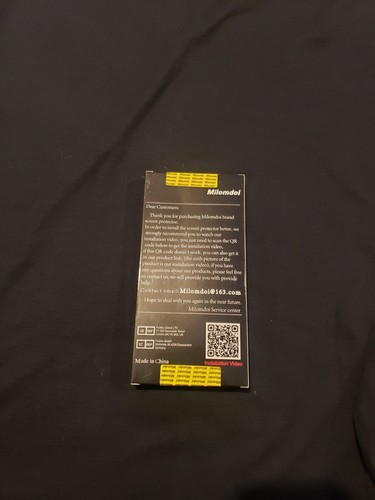 Milomdoi
Dear Customers:
Thank you for purchasing Milomdoi brand
screen protector.
In order to install the screen protector better, we
strongly recommend you to watch our
installation video, you just need to scan the QR
code below to get the installation video,
if this QR code doesn't work, you can also get it
in our product link, (the sixth picture of the
product is our installation video), if you have
any questions about our products, please feel free
to contact us, we will provide you with provide
help.
Contact email: Milomdoi@163.com
Hope to deal with you again in the near future.
Milomdoi Service center
UK REP
EC REP
Made in China
Installation Video